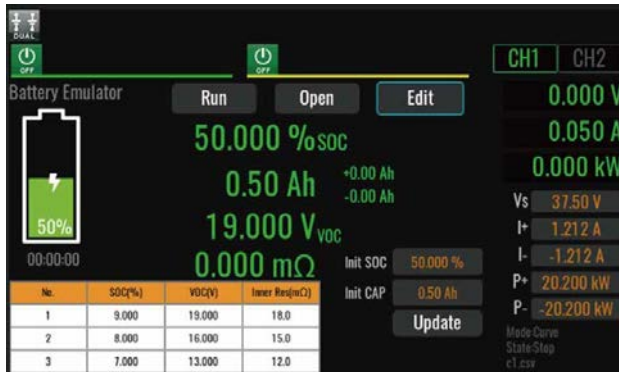 DUAL
OFF OFF CH1 CH2
Battery Emulator Run Open Edit
0.000 V
0.050 A
0.000 kW
50.000 % SOC
0.50 Ah +0.00 Ah
-0.00 Ah
19.000 V VOC
0.000 mΩ
50%
00:00:00
Init SOC 50.000 %
Init CAP 0.50 Ah
Update
Vs 37.50 V
I+ 1.212 A
I- -1.212 A
P+ 20.200 kW
P- -20.200 kW
Mode:Curve
State:Stop
c1.csv
No. SOC(%) VOC(V) Inner Res(mΩ)
1 9.000 19.000 18.0
2 8.000 16.000 15.0
3 7.000 13.000 12.0